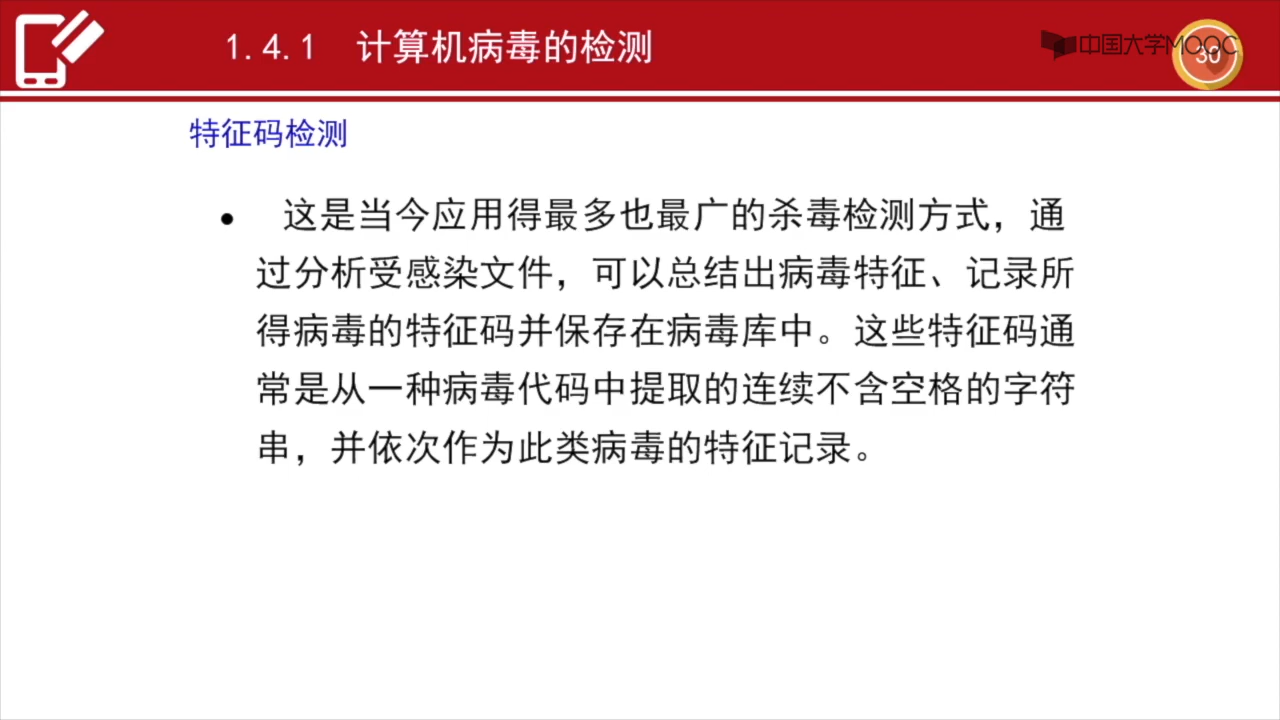 1.4.1 计算机病毒的检测
中国大学MOOC
30
特征码检测
• 这是当今应用得最多也最广的杀毒检测方式，通
过分析受感染文件，可以总结出病毒特征、记录所
得病毒的特征码并保存在病毒库中。这些特征码通
常是从一种病毒代码中提取的连续不含空格的字符
串，并依次作为此类病毒的特征记录。